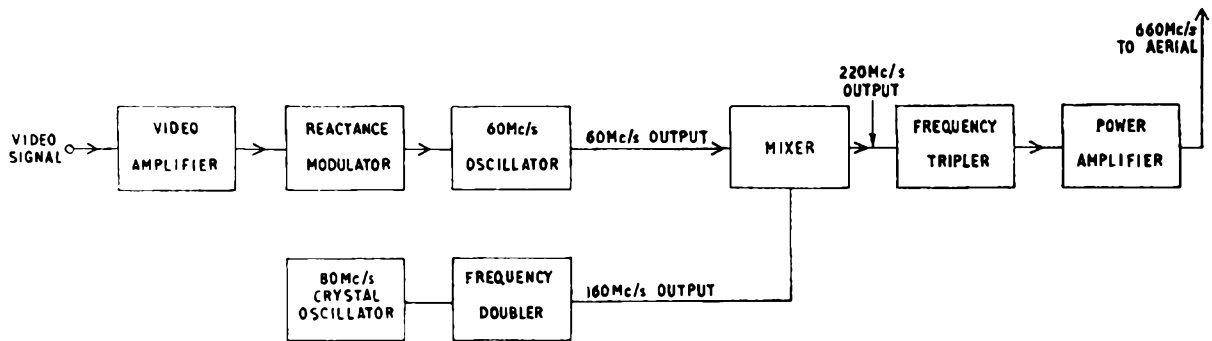 VIDEO
SIGNAL
VIDEO
AMPLIFIER
REACTANCE
MODULATOR
60Mc/s
OSCILLATOR
60Mc/s OUTPUT
MIXER
220Mc/s
OUTPUT
FREQUENCY
TRIPLER
POWER
AMPLIFIER
660Mc/s
TO AERIAL
80Mc/s
CRYSTAL
OSCILLATOR
FREQUENCY
DOUBLER
160Mc/s OUTPUT